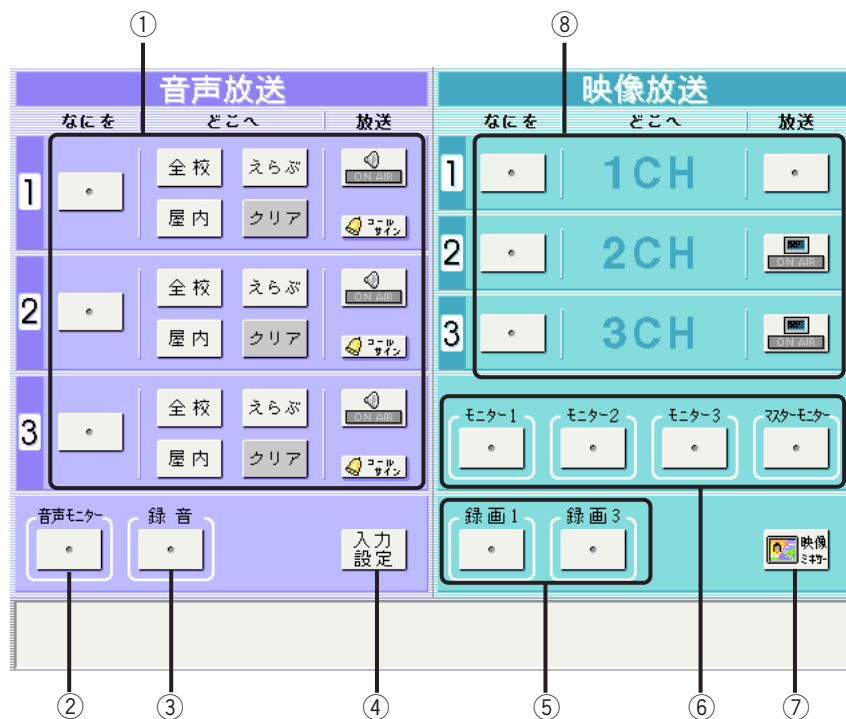 ① ⑧
音声放送 映像放送
なにを どこへ 放送 なにを どこへ 放送
1 全校 えらぶ ON AIR 1 1CH
屋内 クリア コールサイン
2 全校 えらぶ ON AIR 2 2CH ON AIR
屋内 クリア コールサイン 3 3CH ON AIR
3 全校 えらぶ ON AIR モニター1 モニター2 モニター3 マスターモニター
屋内 クリア コールサイン
音声モニター 録音 入力設定 録画1 録画3 映像ミキサー
② ③ ④ ⑤ ⑥ ⑦